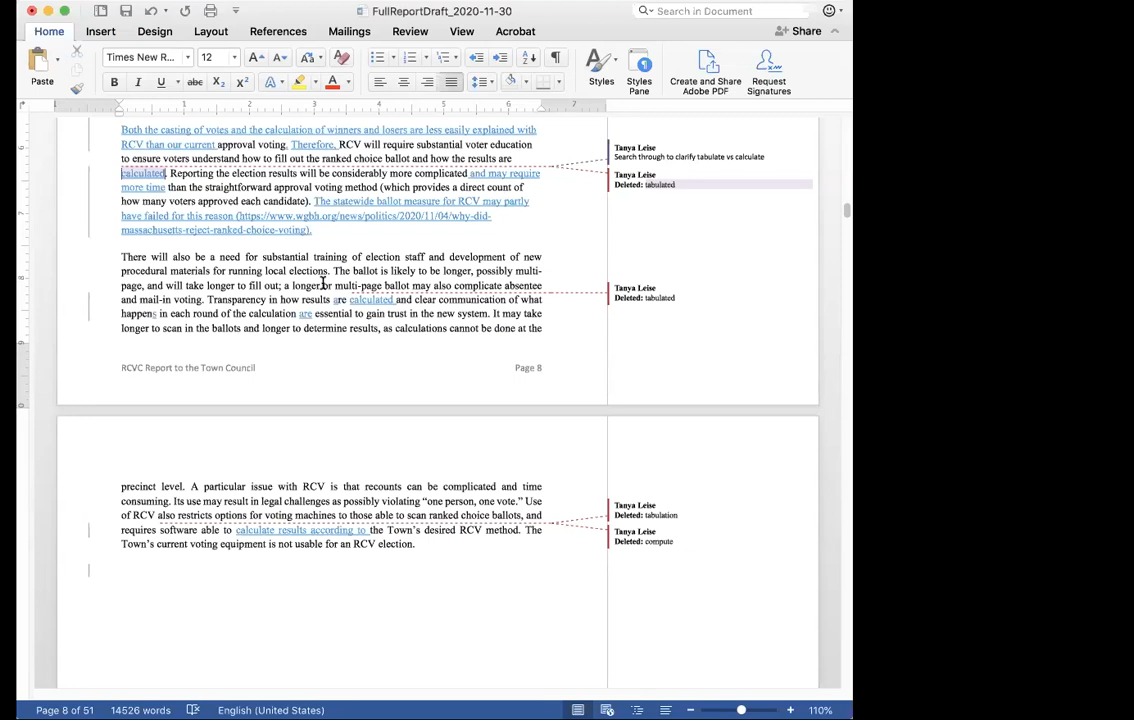 FullReportDraft_2020-11-30
Search in Document
Home Insert Design Layout References Mailings Review View Acrobat
Share
Paste
Times New R... 12
Styles
Styles Pane
Create and Share Adobe PDF
Request Signatures
Both the casting of votes and the calculation of winners and losers are less easily explained with
RCV than our current approval voting. Therefore, RCV will require substantial voter education
to ensure voters understand how to fill out the ranked choice ballot and how the results are
calculated. Reporting the election results will be considerably more complicated and may require
more time than the straightforward approval voting method (which provides a direct count of
how many voters approved each candidate). The statewide ballot measure for RCV may partly
have failed for this reason (https://www.wgbh.org/news/politics/2020/11/04/why-did-
massachusetts-reject-ranked-choice-voting).
There will also be a need for substantial training of election staff and development of new
procedural materials for running local elections. The ballot is likely to be longer, possibly multi-
page, and will take longer to fill out; a longer or multi-page ballot may also complicate absentee
and mail-in voting. Transparency in how results are calculated and clear communication of what
happens in each round of the calculation are essential to gain trust in the new system. It may take
longer to scan in the ballots and longer to determine results, as calculations cannot be done at the
RCVC Report to the Town Council Page 8
Tanya Leise
Search through to clarify tabulate vs calculate
Tanya Leise
Deleted: tabulated
Tanya Leise
Deleted: tabulated
precinct level. A particular issue with RCV is that recounts can be complicated and time
consuming. Its use may result in legal challenges as possibly violating “one person, one vote.” Use
of RCV also restricts options for voting machines to those able to scan ranked choice ballots, and
requires software able to calculate results according to the Town’s desired RCV method. The
Town’s current voting equipment is not usable for an RCV election.
Tanya Leise
Deleted: tabulation
Tanya Leise
Deleted: compute
Page 8 of 51 14526 words English (United States) 110%